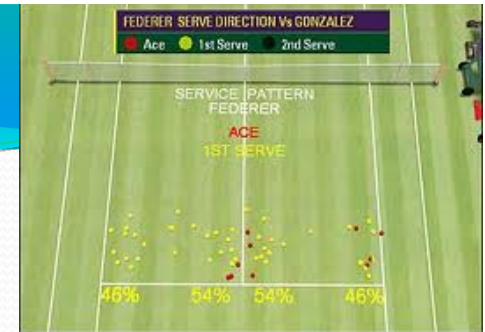 FEDERER SERVE DIRECTION Vs GONZALEZ
Ace 1st Serve 2nd Serve
SERVICE PATTERN
FEDERER
ACE
1ST SERVE
46% 54% 54% 46%